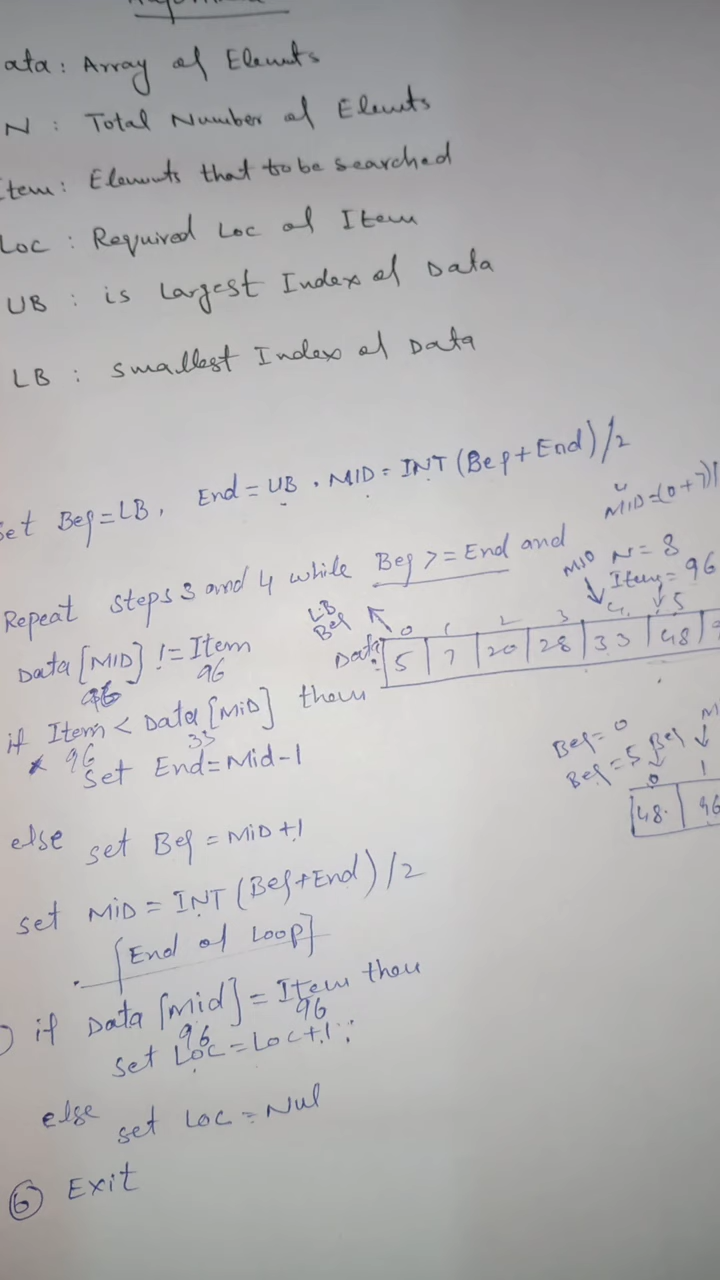 ata: Array of Elements
N : Total Number of Elements
Item: Elements that to be searched
Loc : Required Loc of Item
UB : is Largest Index of Data
LB : smallest Index of Data
set Beg=LB, End=UB. MID=INT(Beg+End)/2
MID=(0+7)/
Repeat steps 3 and 4 while Beg >= End and
Data[MID] != Item
96 96
MID N = 8
Item = 96
LB
Beg
0 1 2 3 4 5
Data: 5 7 20 28 33 48
if Item < Data[MID] then
96 33
set End=Mid-1
Beg=0
Beg=5 Beg M
0 1
48 96
else set Beg = MID+1
set MID = INT(Beg+End)/2
[End of Loop]
if Data[Mid]=Item then
96 96
set Loc=Loc+1;
else set Loc=Nul
6 Exit